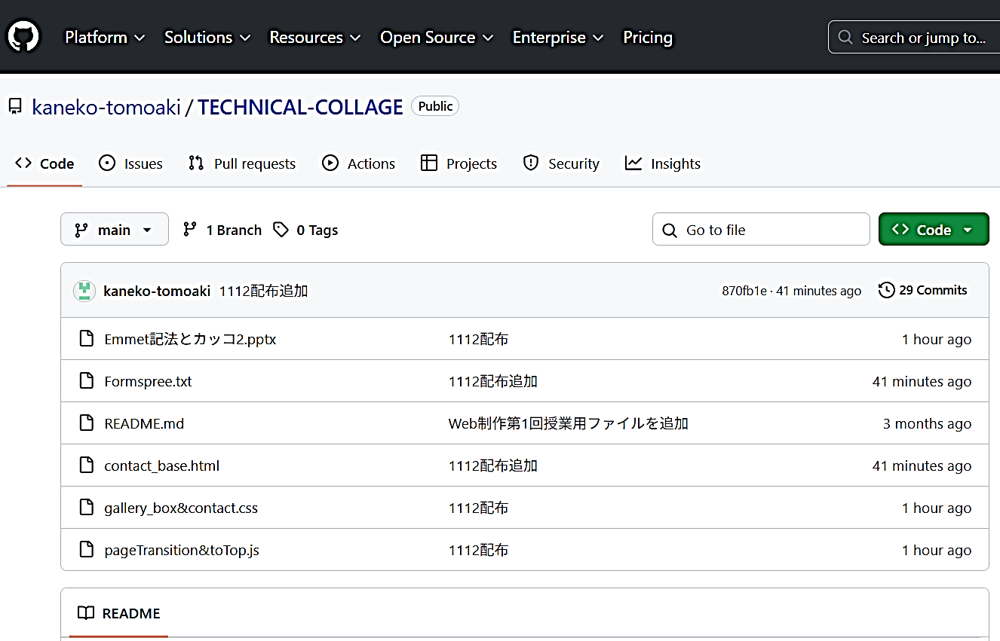 Platform Solutions Resources Open Source Enterprise Pricing Search or jump to...
kaneko-tomoaki / TECHNICAL-COLLAGE Public
Code Issues Pull requests Actions Projects Security Insights
main 1 Branch 0 Tags Go to file Code
kaneko-tomoaki 1112配布追加 870fb1e · 41 minutes ago 29 Commits
Emmet記法とカッコ2.pptx 1112配布 1 hour ago
Formspree.txt 1112配布追加 41 minutes ago
README.md Web制作第1回授業用ファイルを追加 3 months ago
contact_base.html 1112配布追加 41 minutes ago
gallery_box&contact.css 1112配布 1 hour ago
pageTransition&toTop.js 1112配布 1 hour ago
README